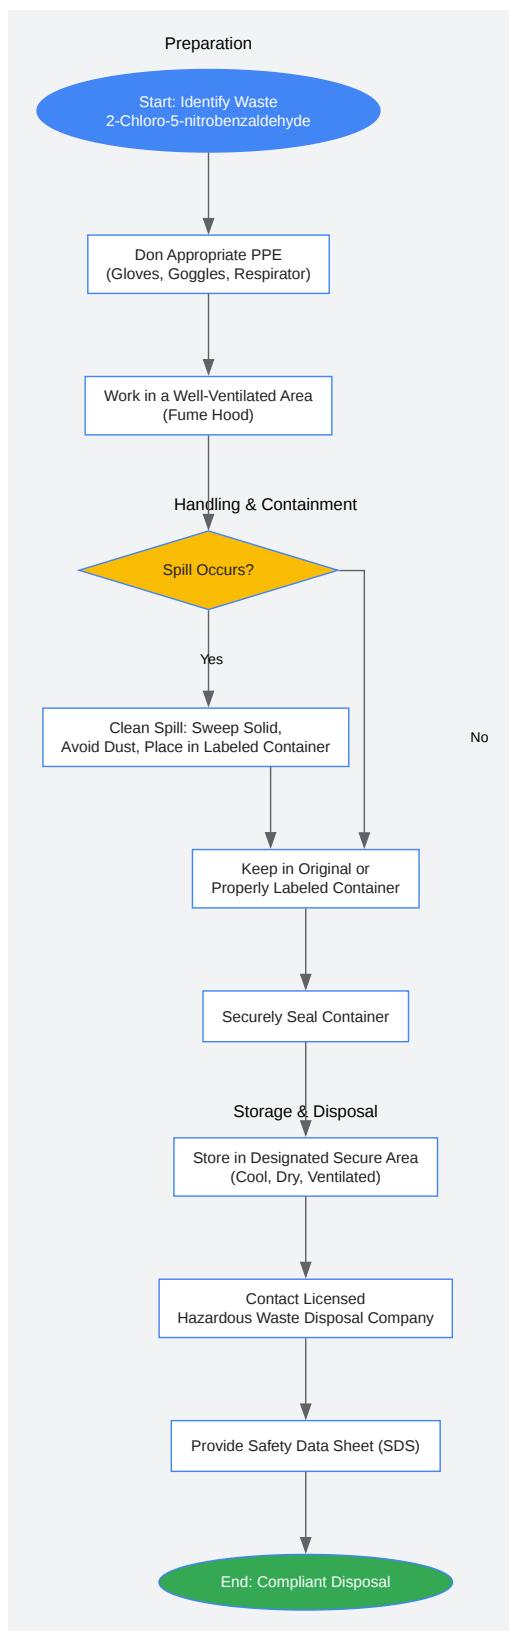 Preparation
Start: Identify Waste
2-Chloro-5-nitrobenzaldehyde
Don Appropriate PPE
(Gloves, Goggles, Respirator)
Work in a Well-Ventilated Area
(Fume Hood)
Handling & Containment
Spill Occurs?
Yes
Clean Spill: Sweep Solid,
Avoid Dust, Place in Labeled Container
No
Keep in Original or
Properly Labeled Container
Securely Seal Container
Storage & Disposal
Store in Designated Secure Area
(Cool, Dry, Ventilated)
Contact Licensed
Hazardous Waste Disposal Company
Provide Safety Data Sheet (SDS)
End: Compliant Disposal